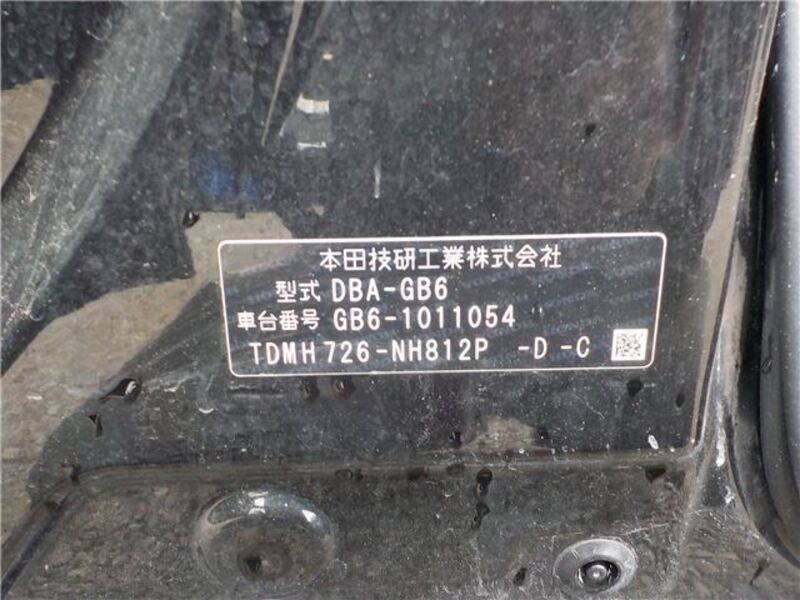 本田技研工業株式会社
型式 DBA-GB6
車台番号 GB6-1011054
TDMH726-NH812P -D -C